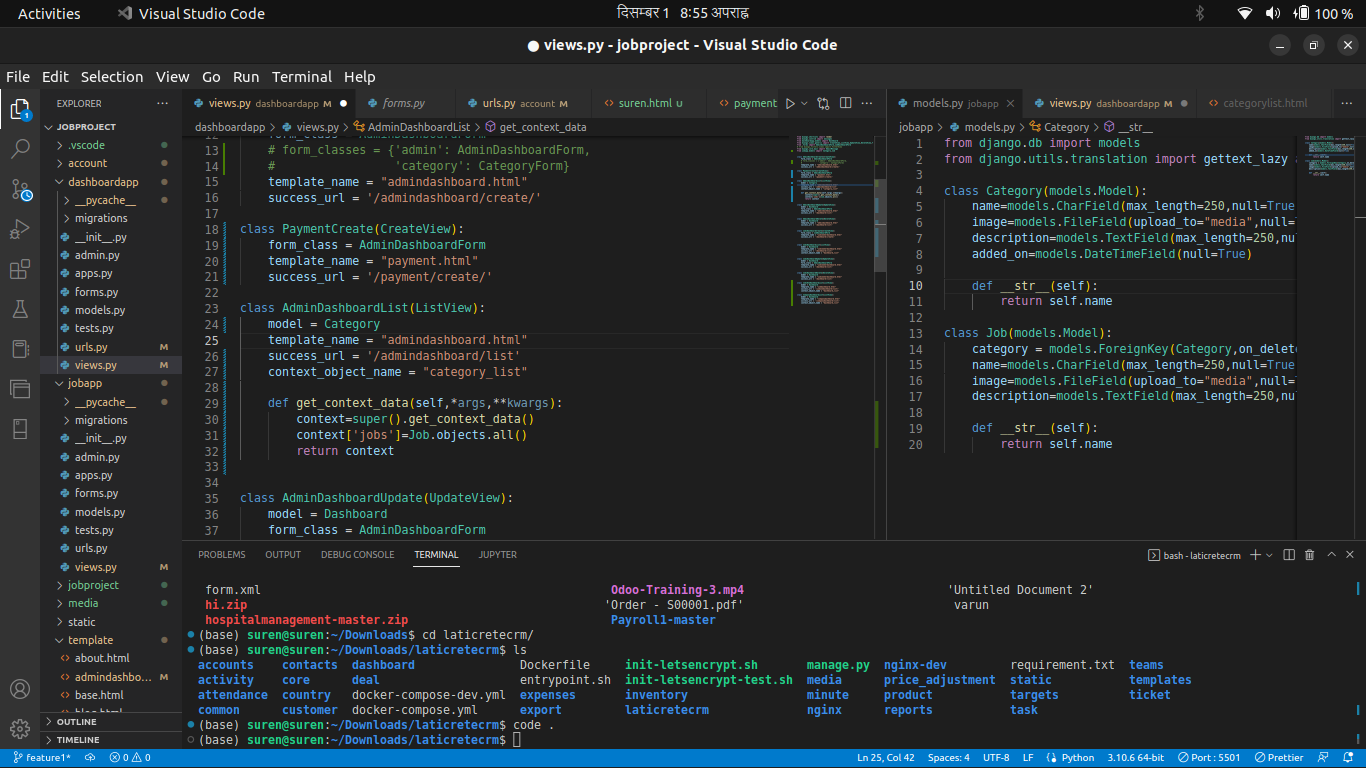 Activities
Visual Studio Code
दिसम्बर 1 8:55 अपराह्न
100 %
● views.py - jobproject - Visual Studio Code
File Edit Selection View Go Run Terminal Help
EXPLORER
JOBPROJECT
.vscode
account
dashboardapp
__pycache__
migrations
__init__.py
admin.py
apps.py
forms.py
models.py
tests.py
urls.py M
views.py M
jobapp
__pycache__
migrations
__init__.py
admin.py
apps.py
forms.py
models.py
tests.py
urls.py
views.py M
jobproject
media
static
template
about.html
admindashbo... M
base.html
OUTLINE
TIMELINE
views.py dashboardapp M
forms.py
urls.py account M
suren.html U
payment
dashboardapp > views.py > AdminDashboardList > get_context_data
13 # form_classes = {'admin': AdminDashboardForm,
14 # 'category': CategoryForm}
15 template_name = "admindashboard.html"
16 success_url = '/admindashboard/create/'
17
18 class PaymentCreate(CreateView):
19 form_class = AdminDashboardForm
20 template_name = "payment.html"
21 success_url = '/payment/create/'
22
23 class AdminDashboardList(ListView):
24 model = Category
25 template_name = "admindashboard.html"
26 success_url = '/admindashboard/list'
27 context_object_name = "category_list"
28
29 def get_context_data(self,*args,**kwargs):
30 context=super().get_context_data()
31 context['jobs']=Job.objects.all()
32 return context
33
34
35 class AdminDashboardUpdate(UpdateView):
36 model = Dashboard
37 form_class = AdminDashboardForm
models.py jobapp
views.py dashboardapp M
categorylist.html
jobapp > models.py > Category > __str__
1 from django.db import models
2 from django.utils.translation import gettext_lazy
3
4 class Category(models.Model):
5 name=models.CharField(max_length=250,null=True
6 image=models.FileField(upload_to="media",null=
7 description=models.TextField(max_length=250,nu
8 added_on=models.DateTimeField(null=True)
9
10 def __str__(self):
11 return self.name
12
13 class Job(models.Model):
14 category = models.ForeignKey(Category,on_delet
15 name=models.CharField(max_length=250,null=True
16 image=models.FileField(upload_to="media",null=
17 description=models.TextField(max_length=250,nu
18
19 def __str__(self):
20 return self.name
PROBLEMS OUTPUT DEBUG CONSOLE TERMINAL JUPYTER
bash - laticretecrm
form.xml Odoo-Training-3.mp4 'Untitled Document 2'
hi.zip 'Order - S00001.pdf' varun
hospitalmanagement-master.zip Payroll1-master
(base) suren@suren:~/Downloads$ cd laticretecrm/
(base) suren@suren:~/Downloads/laticretecrm$ ls
accounts contacts dashboard Dockerfile init-letsencrypt.sh manage.py nginx-dev requirement.txt teams
activity core deal entrypoint.sh init-letsencrypt-test.sh media price_adjustment static templates
attendance country docker-compose-dev.yml expenses inventory minute product targets ticket
common customer docker-compose.yml export laticretecrm nginx reports task
(base) suren@suren:~/Downloads/laticretecrm$ code .
(base) suren@suren:~/Downloads/laticretecrm$
feature1* 0 0
Ln 25, Col 42 Spaces: 4 UTF-8 LF Python 3.10.6 64-bit Port : 5501 Prettier